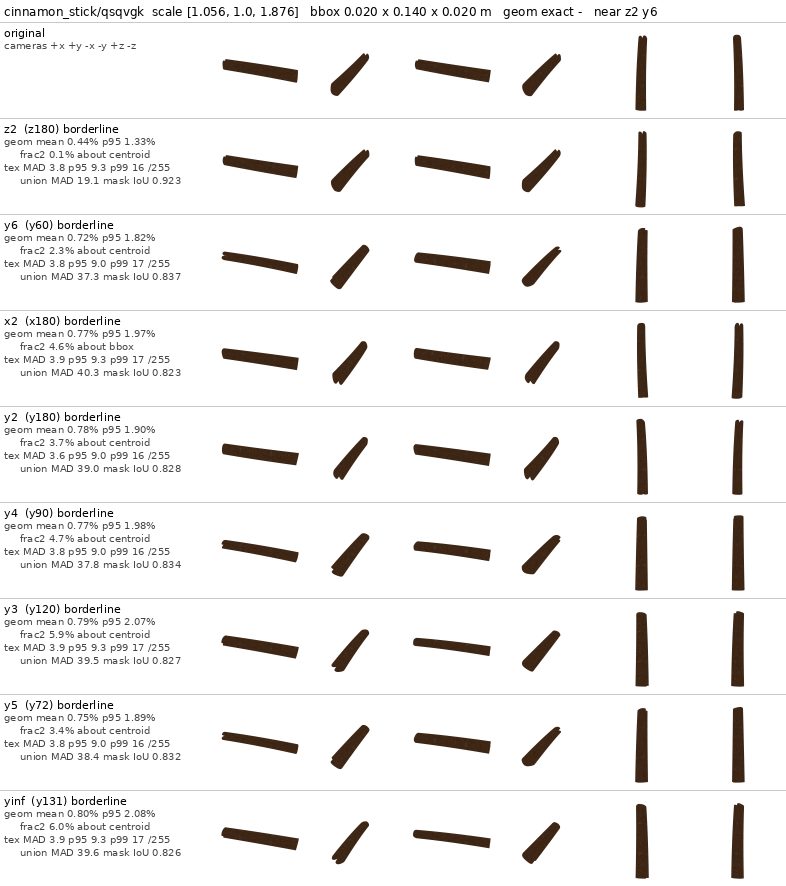 cinnamon_stick/qsqvgk scale [1.056, 1.0, 1.876] bbox 0.020 x 0.140 x 0.020 m geom exact - near z2 y6
original
cameras +x +y -x -y +z -z
z2 (z180) borderline
geom mean 0.44% p95 1.33%
frac2 0.1% about centroid
tex MAD 3.8 p95 9.3 p99 16 /255
union MAD 19.1 mask IoU 0.923
y6 (y60) borderline
geom mean 0.72% p95 1.82%
frac2 2.3% about centroid
tex MAD 3.8 p95 9.0 p99 17 /255
union MAD 37.3 mask IoU 0.837
x2 (x180) borderline
geom mean 0.77% p95 1.97%
frac2 4.6% about bbox
tex MAD 3.9 p95 9.3 p99 17 /255
union MAD 40.3 mask IoU 0.823
y2 (y180) borderline
geom mean 0.78% p95 1.90%
frac2 3.7% about centroid
tex MAD 3.6 p95 9.0 p99 16 /255
union MAD 39.0 mask IoU 0.828
y4 (y90) borderline
geom mean 0.77% p95 1.98%
frac2 4.7% about centroid
tex MAD 3.8 p95 9.0 p99 16 /255
union MAD 37.8 mask IoU 0.834
y3 (y120) borderline
geom mean 0.79% p95 2.07%
frac2 5.9% about centroid
tex MAD 3.9 p95 9.3 p99 16 /255
union MAD 39.5 mask IoU 0.827
y5 (y72) borderline
geom mean 0.75% p95 1.89%
frac2 3.4% about centroid
tex MAD 3.8 p95 9.0 p99 16 /255
union MAD 38.4 mask IoU 0.832
yinf (y131) borderline
geom mean 0.80% p95 2.08%
frac2 6.0% about centroid
tex MAD 3.9 p95 9.3 p99 17 /255
union MAD 39.6 mask IoU 0.826